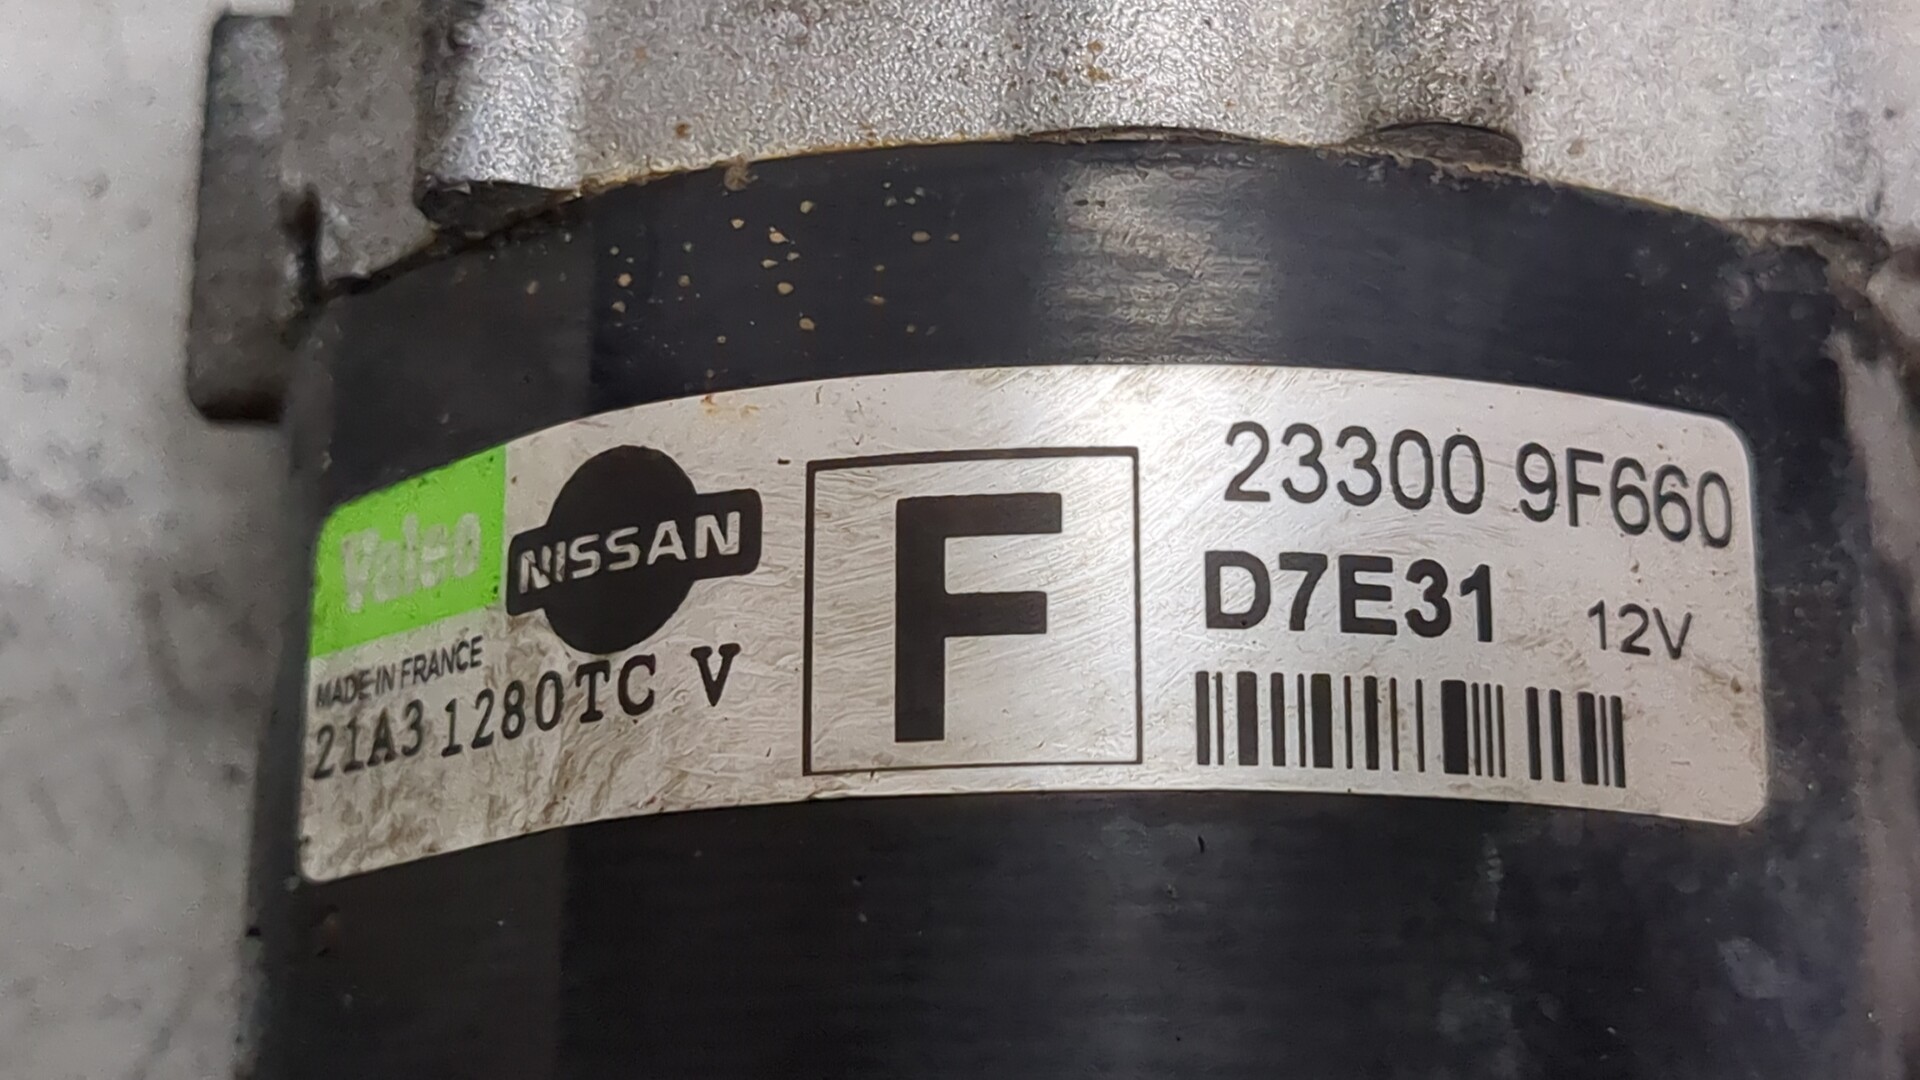 Valeo
NISSAN
MADE IN FRANCE
21A3 1280TC V
F
23300 9F660
D7E31 12V